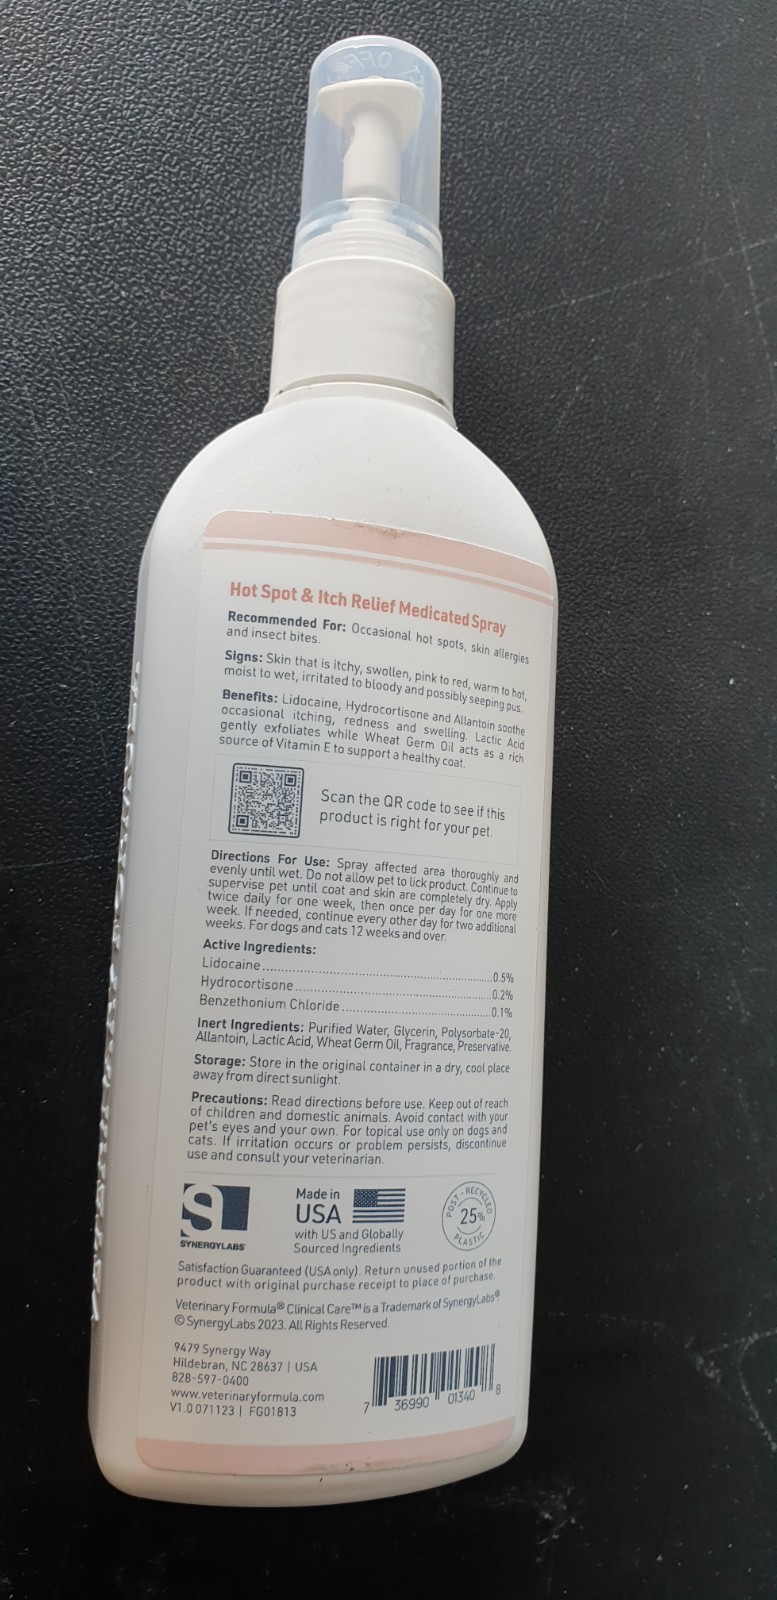 Hot Spot & Itch Relief Medicated Spray
Recommended For: Occasional hot spots, skin allergies
and insect bites.
Signs: Skin that is itchy, swollen, pink to red, warm to hot,
moist to wet, irritated to bloody and possibly seeping pus.
Benefits: Lidocaine, Hydrocortisone and Allantoin soothe
occasional itching, redness and swelling. Lactic Acid
gently exfoliates while Wheat Germ Oil acts as a rich
source of Vitamin E to support a healthy coat.
Scan the QR code to see if this
product is right for your pet.
Directions For Use: Spray affected area thoroughly and
evenly until wet. Do not allow pet to lick product. Continue to
supervise pet until coat and skin are completely dry. Apply
twice daily for one week, then once per day for one more
week. If needed, continue every other day for two additional
weeks. For dogs and cats 12 weeks and over.
Active Ingredients:
Lidocaine.......................................................0.5%
Hydrocortisone...............................................0.2%
Benzethonium Chloride...................................0.1%
Inert Ingredients: Purified Water, Glycerin, Polysorbate-20,
Allantoin, Lactic Acid, Wheat Germ Oil, Fragrance, Preservative.
Storage: Store in the original container in a dry, cool place
away from direct sunlight.
Precautions: Read directions before use. Keep out of reach
of children and domestic animals. Avoid contact with your
pet's eyes and your own. For topical use only on dogs and
cats. If irritation occurs or problem persists, discontinue
use and consult your veterinarian.
SYNERGYLABS
Made in
USA
with US and Globally
Sourced Ingredients
POST-RECYCLED
25%
PLASTIC
Satisfaction Guaranteed (USA only). Return unused portion of the
product with original purchase receipt to place of purchase.
Veterinary Formula® Clinical Care™ is a Trademark of SynergyLabs®.
© SynergyLabs 2023. All Rights Reserved.
9479 Synergy Way
Hildebran, NC 28637 | USA
828-597-0400
www.veterinaryformula.com
V1.0 071123 | FG01813
7 36990 01340 8